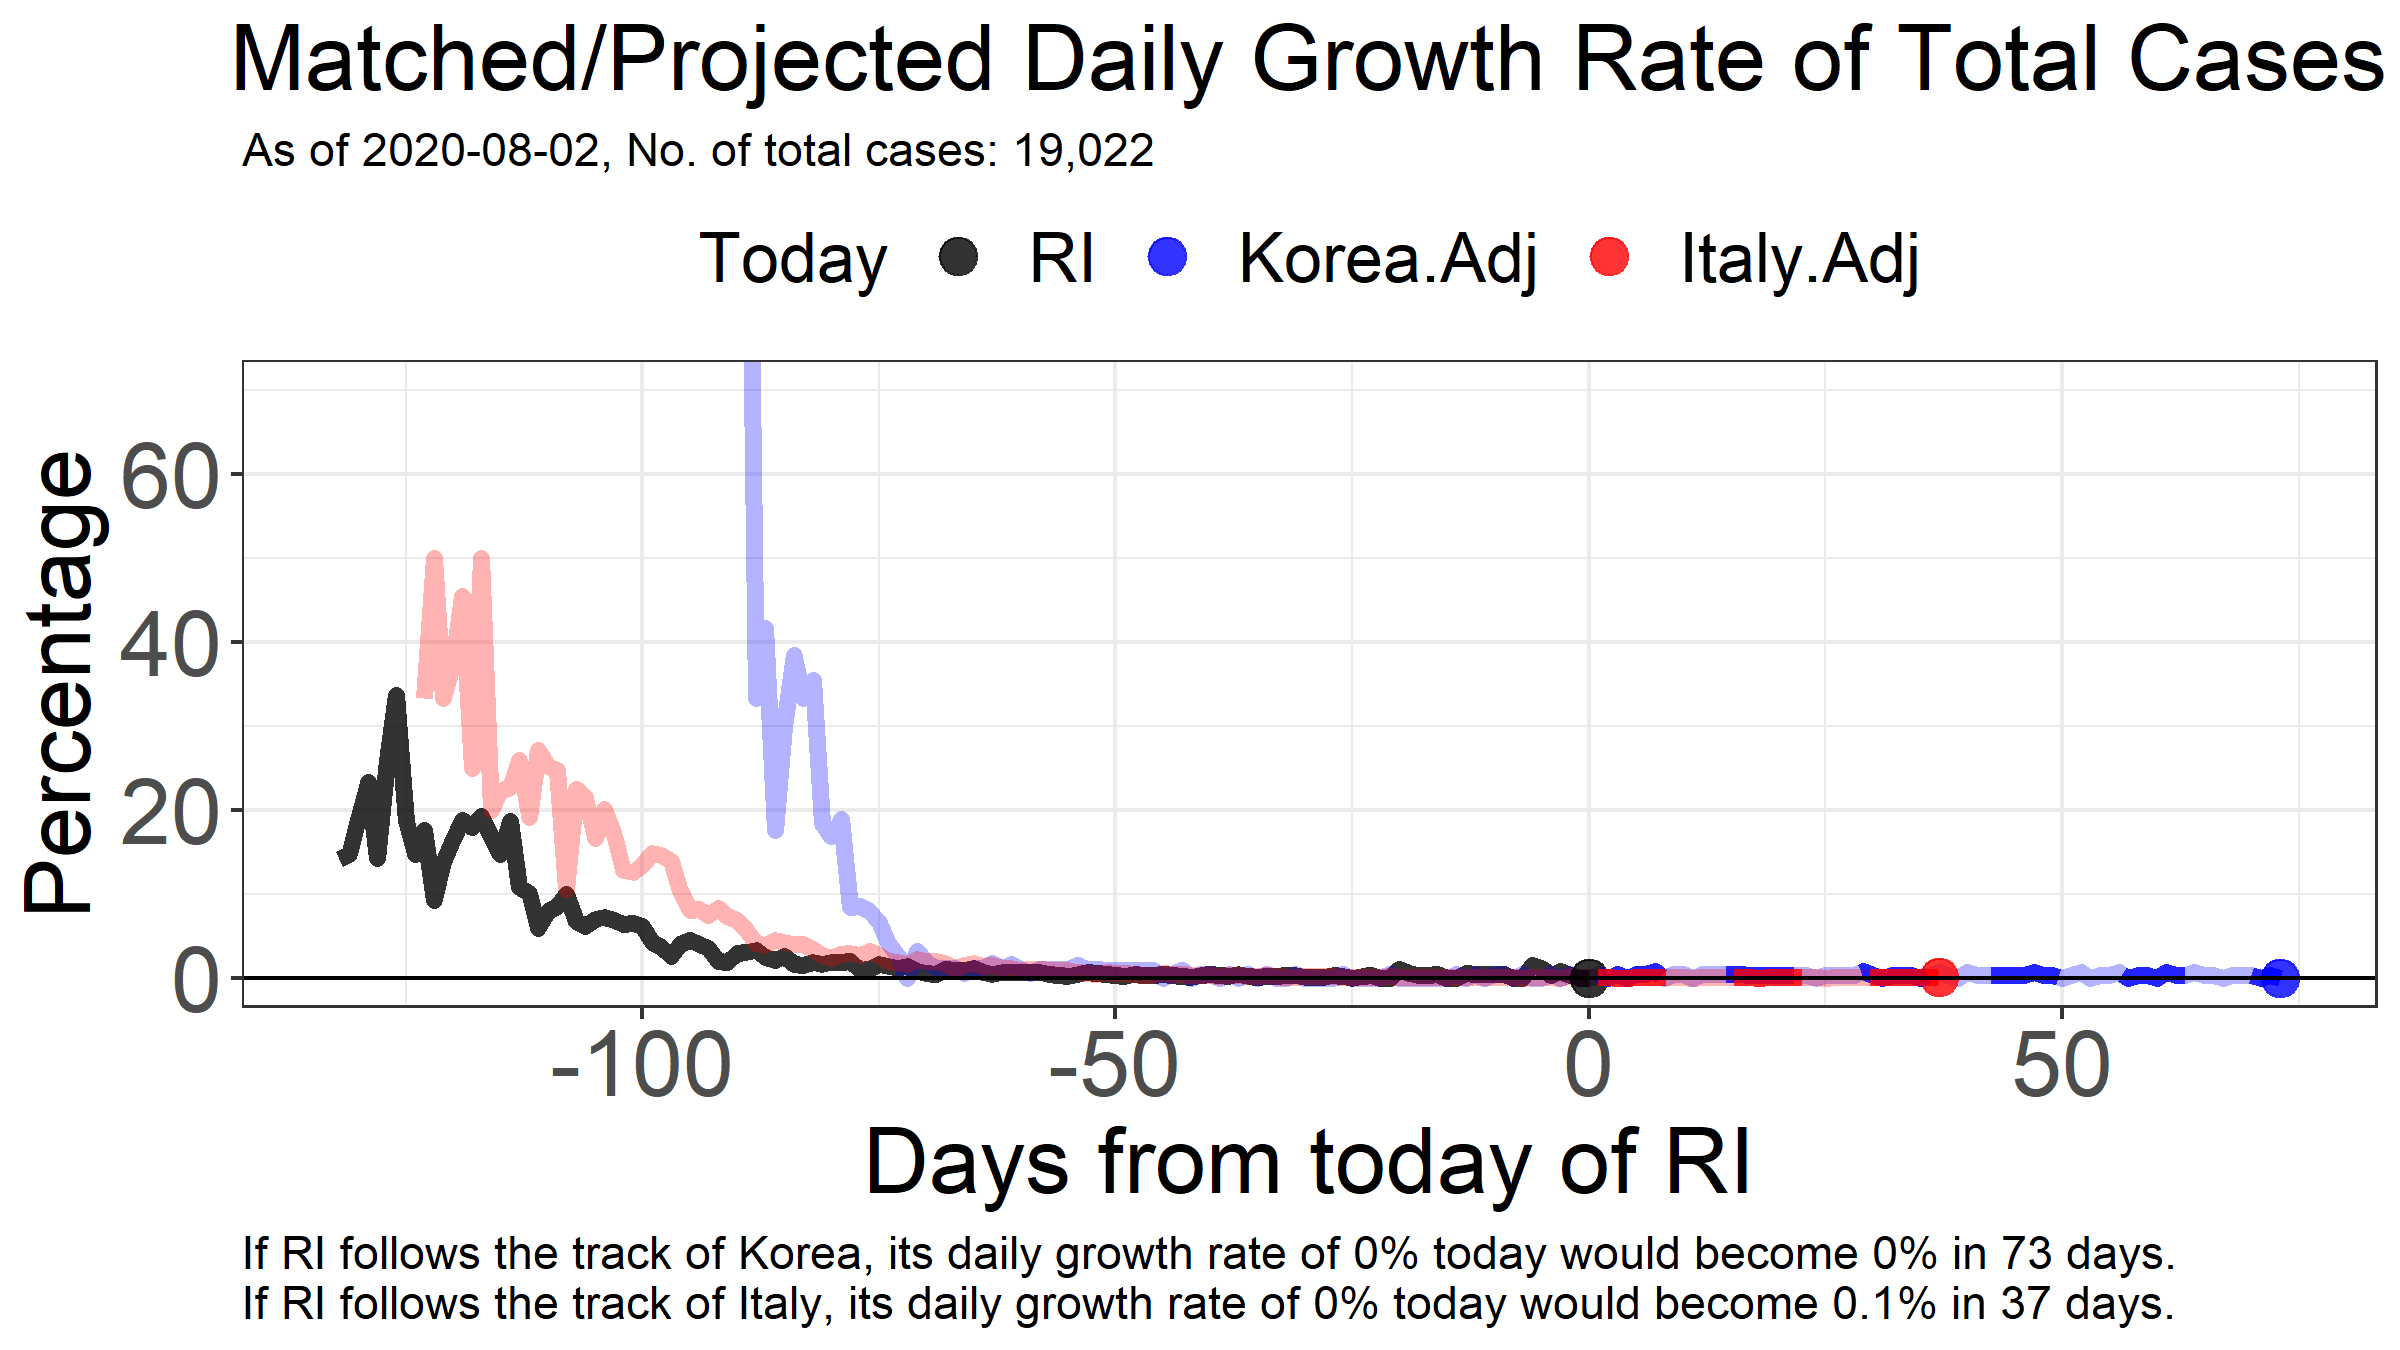 Matched/Projected Daily Growth Rate of Total Cases
As of 2020-08-02, No. of total cases: 19,022
Today RI Korea.Adj Italy.Adj
Percentage
60
40
20
0
-100 -50 0 50
Days from today of RI
If RI follows the track of Korea, its daily growth rate of 0% today would become 0% in 73 days.
If RI follows the track of Italy, its daily growth rate of 0% today would become 0.1% in 37 days.